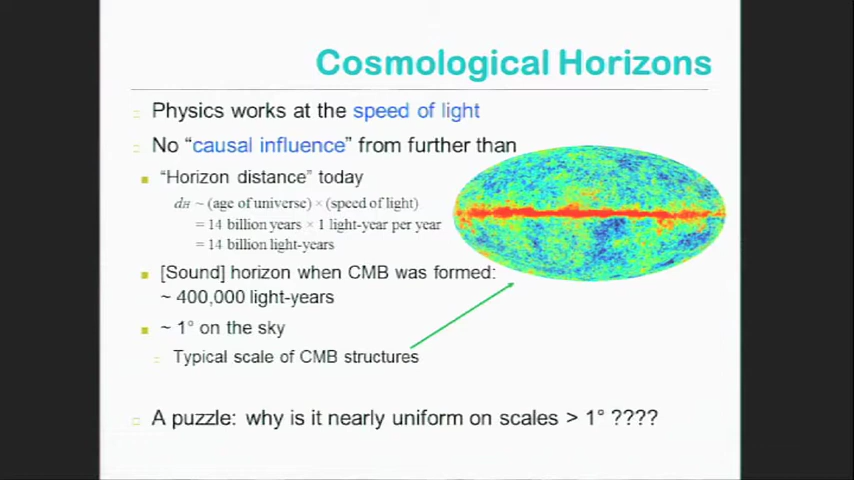 Cosmological Horizons
Physics works at the speed of light
No “causal influence” from further than
“Horizon distance” today
dH ~ (age of universe) × (speed of light)
= 14 billion years × 1 light-year per year
= 14 billion light-years
[Sound] horizon when CMB was formed:
~ 400,000 light-years
~ 1° on the sky
Typical scale of CMB structures
A puzzle: why is it nearly uniform on scales > 1° ????